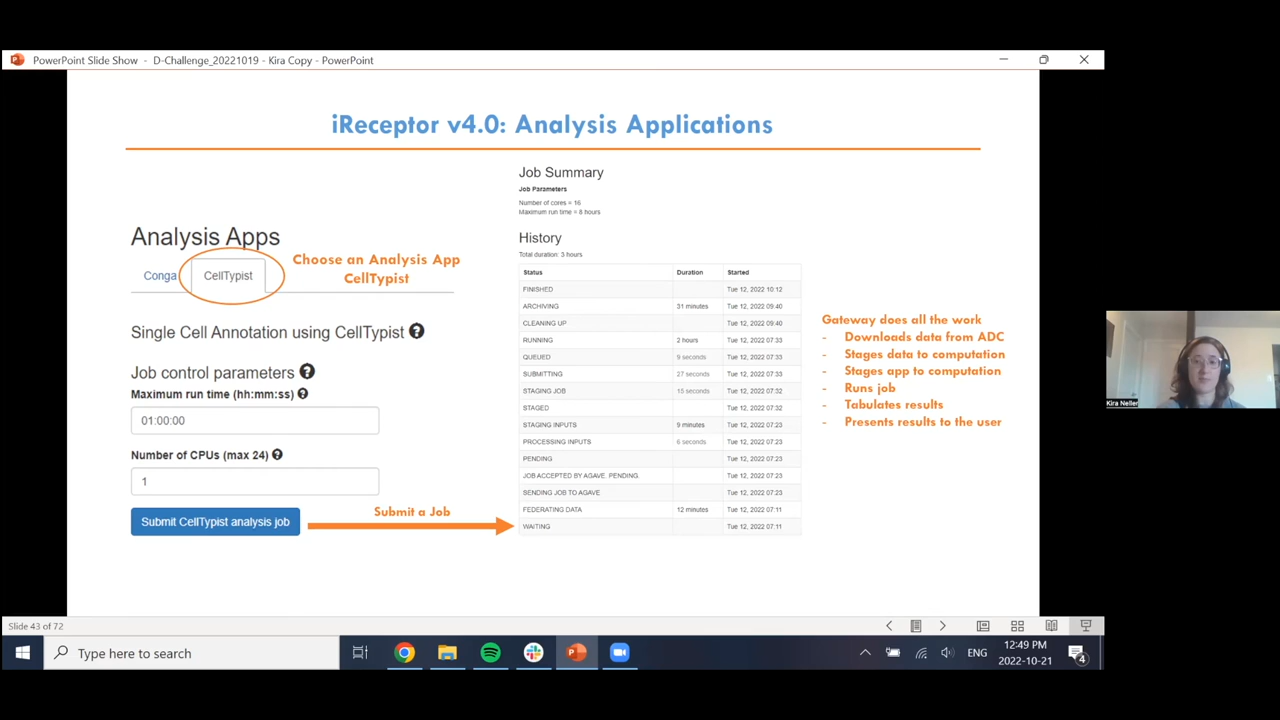 PowerPoint Slide Show - D-Challenge_20221019 - Kira Copy - PowerPoint
iReceptor v4.0: Analysis Applications
Analysis Apps
Conga CellTypist
Choose an Analysis App
CellTypist
Single Cell Annotation using CellTypist ?
Job control parameters ?
Maximum run time (hh:mm:ss) ?
01:00:00
Number of CPUs (max 24) ?
1
Submit CellTypist analysis job
Submit a Job
Job Summary
Job Parameters
Number of cores = 16
Maximum run time = 8 hours
History
Total duration: 3 hours
Status Duration Started
FINISHED Tue 12, 2022 10:12
ARCHIVING 31 minutes Tue 12, 2022 09:40
CLEANING UP Tue 12, 2022 09:40
RUNNING 2 hours Tue 12, 2022 07:33
QUEUED 9 seconds Tue 12, 2022 07:33
SUBMITTING 27 seconds Tue 12, 2022 07:33
STAGING JOB 15 seconds Tue 12, 2022 07:32
STAGED Tue 12, 2022 07:32
STAGING INPUTS 9 minutes Tue 12, 2022 07:23
PROCESSING INPUTS 6 seconds Tue 12, 2022 07:23
PENDING Tue 12, 2022 07:23
JOB ACCEPTED BY AGAVE. PENDING. Tue 12, 2022 07:23
SENDING JOB TO AGAVE Tue 12, 2022 07:23
FEDERATING DATA 12 minutes Tue 12, 2022 07:11
WAITING Tue 12, 2022 07:11
Gateway does all the work
- Downloads data from ADC
- Stages data to computation
- Stages app to computation
- Runs job
- Tabulates results
- Presents results to the user
Kira Neller
Slide 43 of 72
Type here to search
ENG
12:49 PM
2022-10-21
4